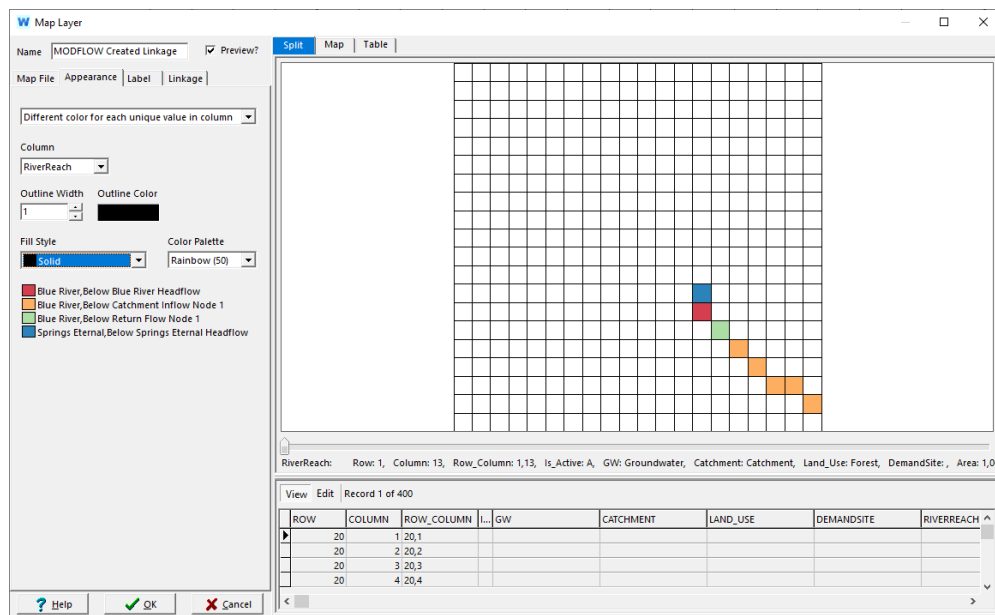 W Map Layer
Name MODFLOW Created Linkage Preview?
Map File Appearance Label Linkage
Different color for each unique value in column
Column
RiverReach
Outline Width Outline Color
1
Fill Style Color Palette
Solid Rainbow (50)
Blue River,Below Blue River Headflow
Blue River,Below Catchment Inflow Node 1
Blue River,Below Return Flow Node 1
Springs Eternal,Below Springs Eternal Headflow
? Help OK Cancel
Split Map Table
RiverReach: Row: 1, Column: 13, Row_Column: 1,13, Is_Active: A, GW: Groundwater, Catchment: Catchment, Land_Use: Forest, DemandSite: , Area: 1,0
View Edit Record 1 of 400
ROW COLUMN ROW_COLUMN I... GW CATCHMENT LAND_USE DEMANDSITE RIVERREACH
20 1 20,1
20 2 20,2
20 3 20,3
20 4 20,4